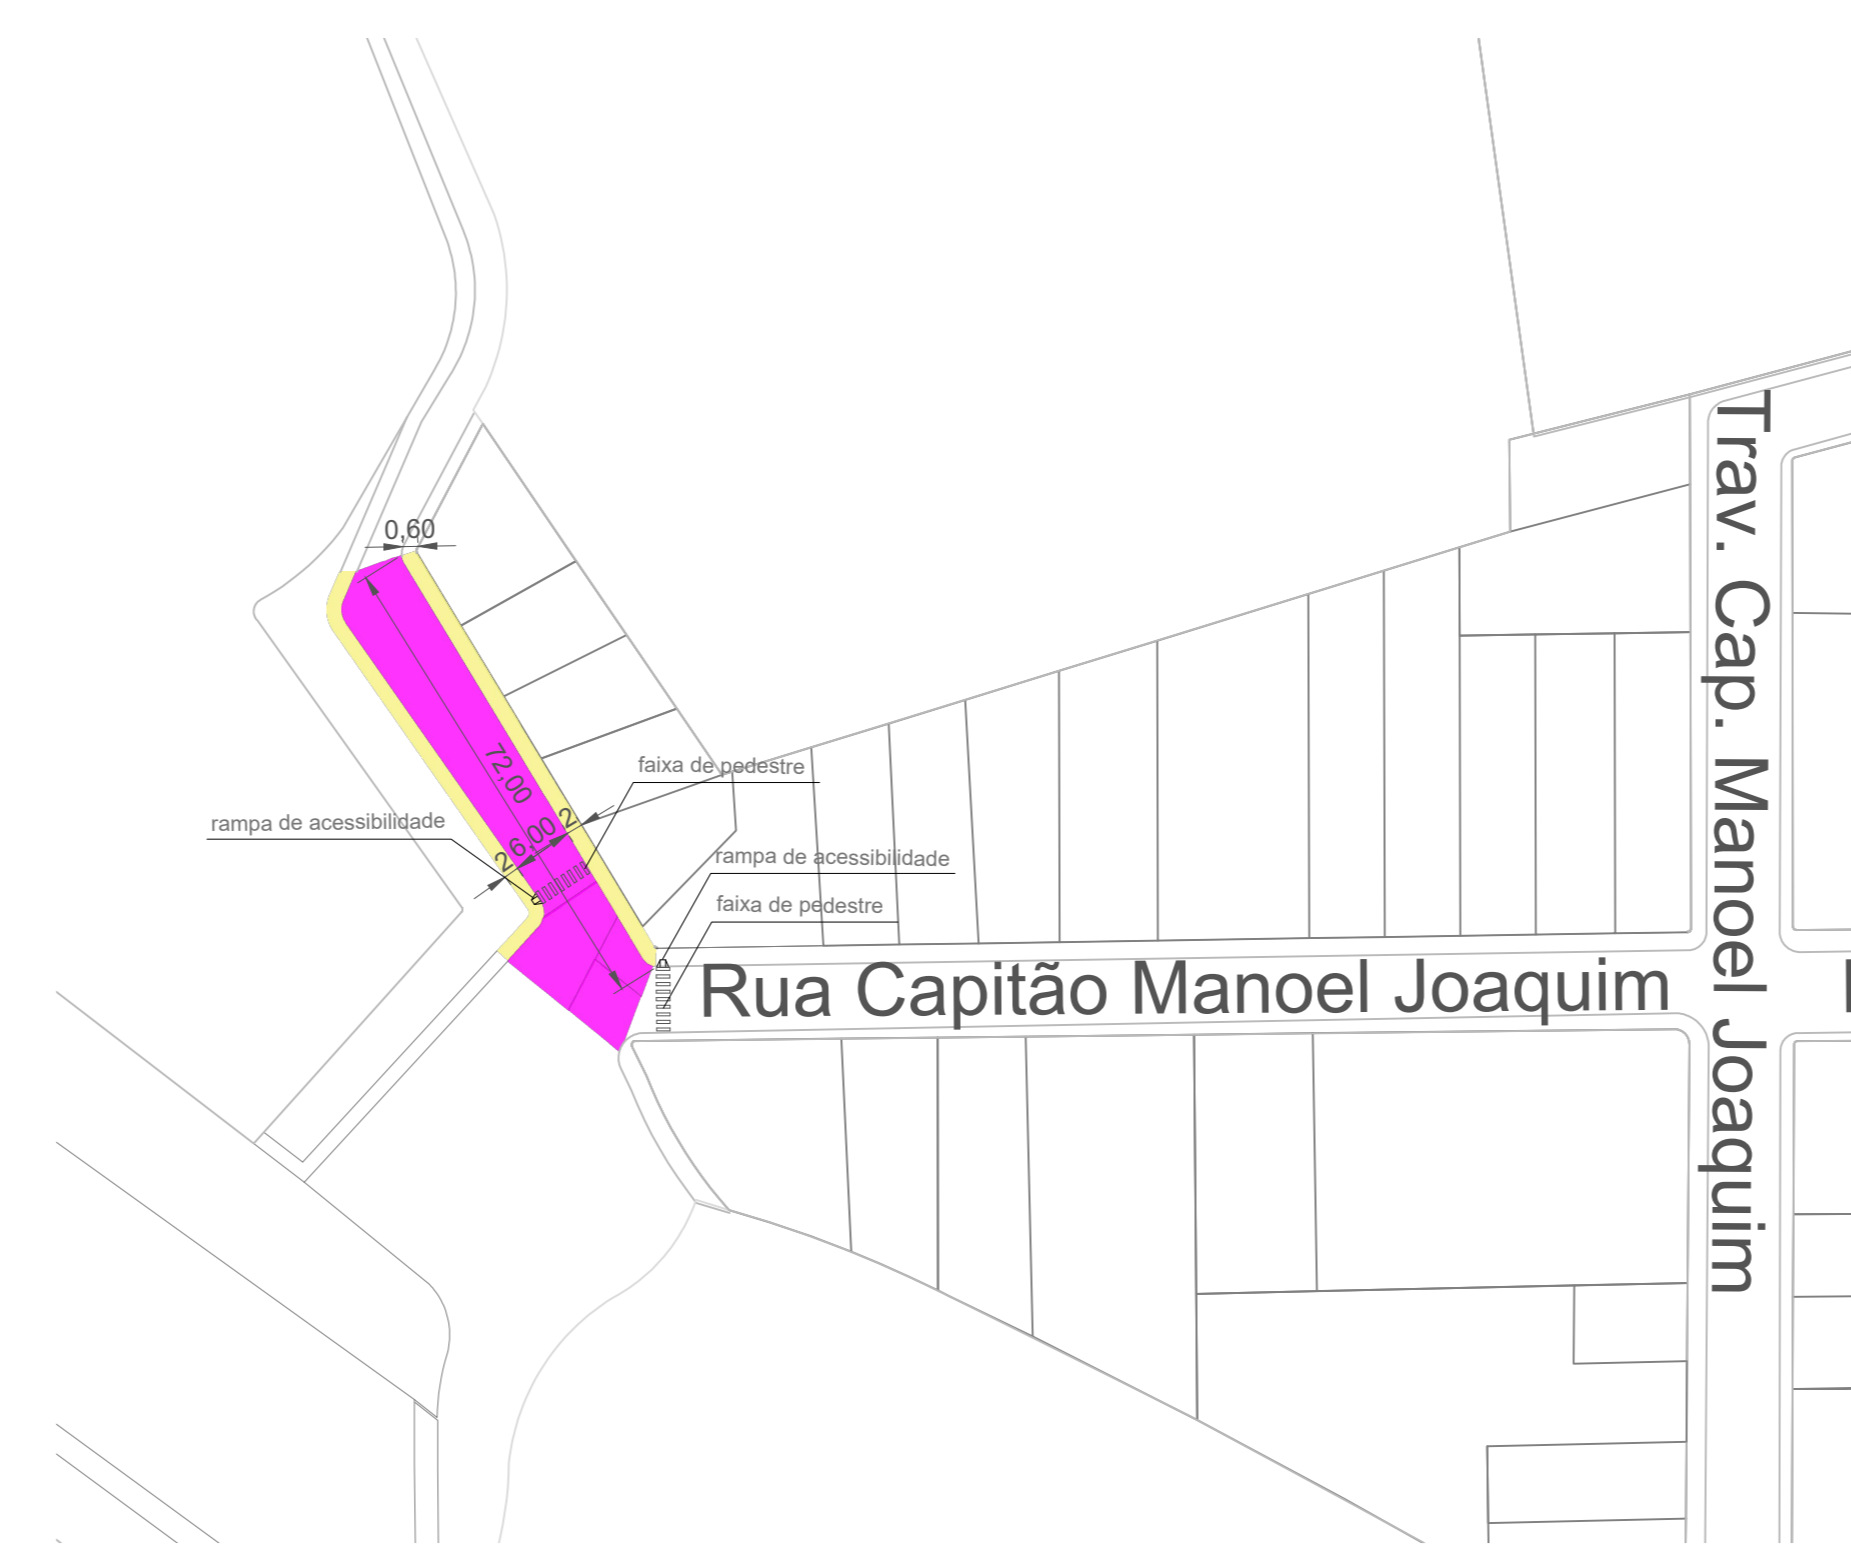 0,60
72,00
faixa de pedestre
rampa de acessibilidade
2 6,00 2
rampa de acessibilidade
faixa de pedestre
Rua Capitão Manoel Joaquim
Trav. Cap. Manoel Joaquim